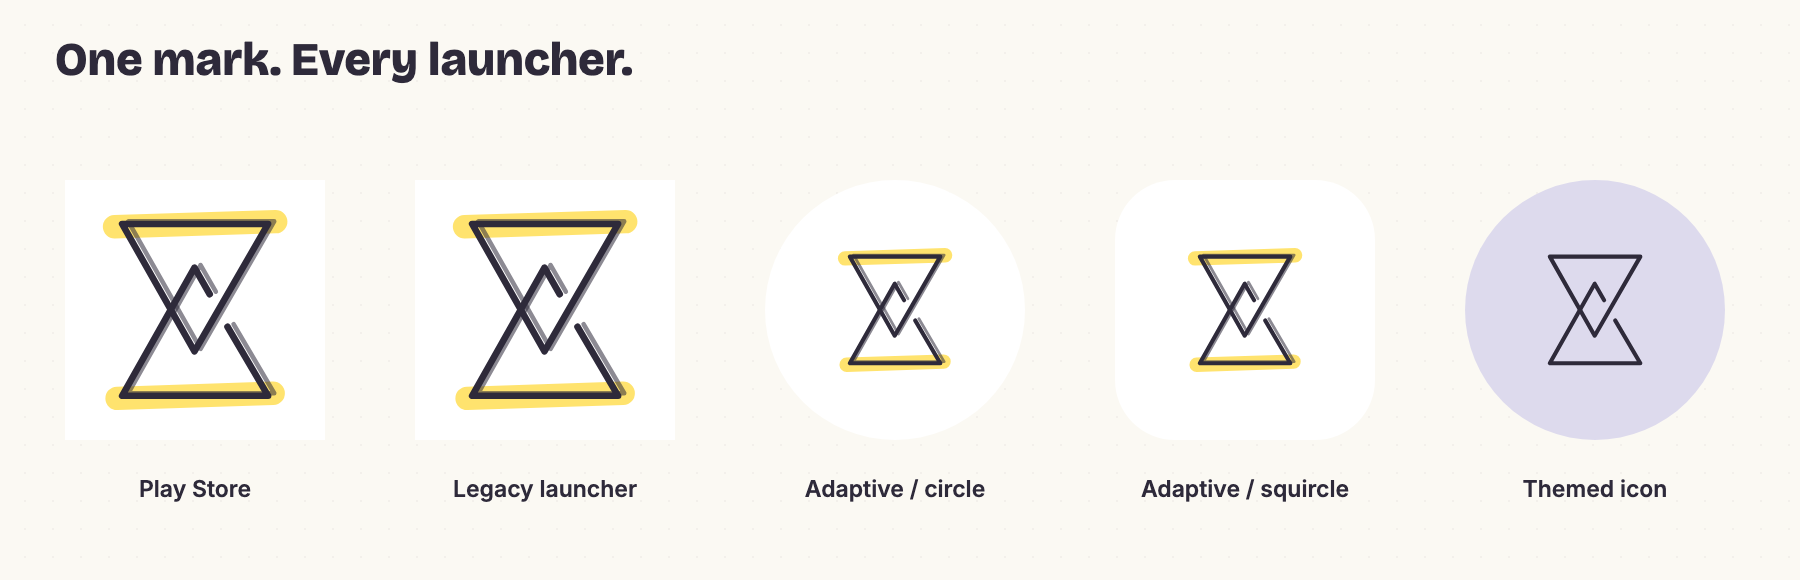 One mark. Every launcher.
Play Store
Legacy launcher
Adaptive / circle
Adaptive / squircle
Themed icon